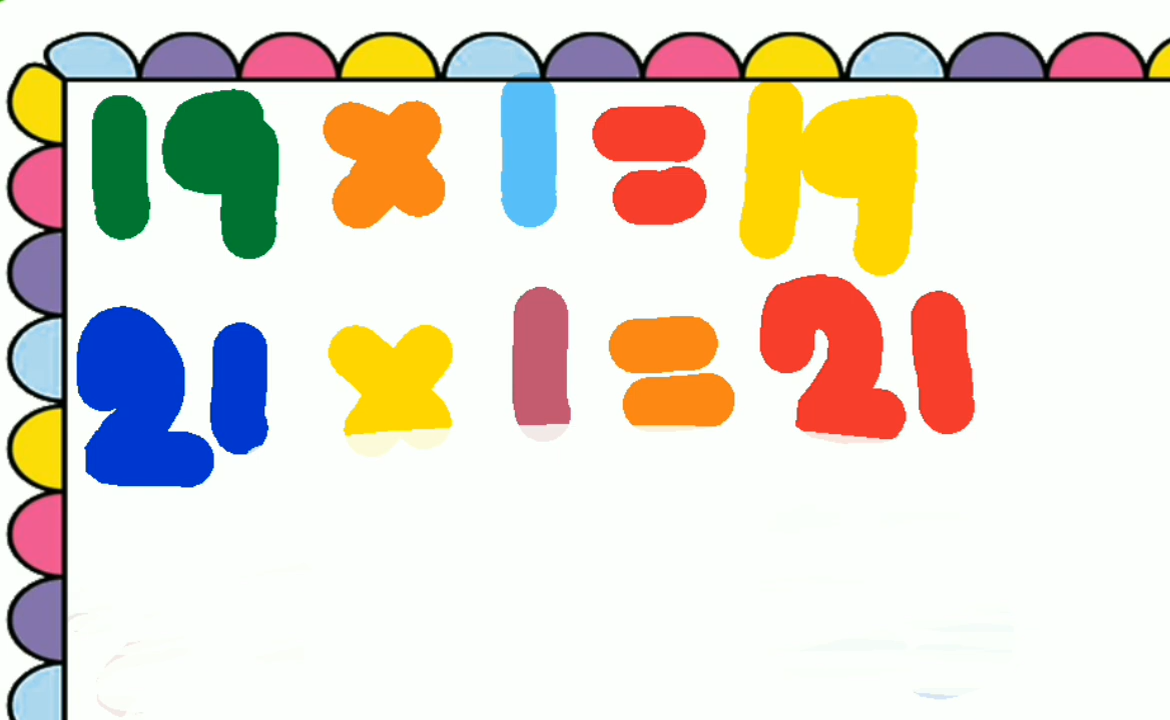 19 x 1 = 19
21 x 1 = 21